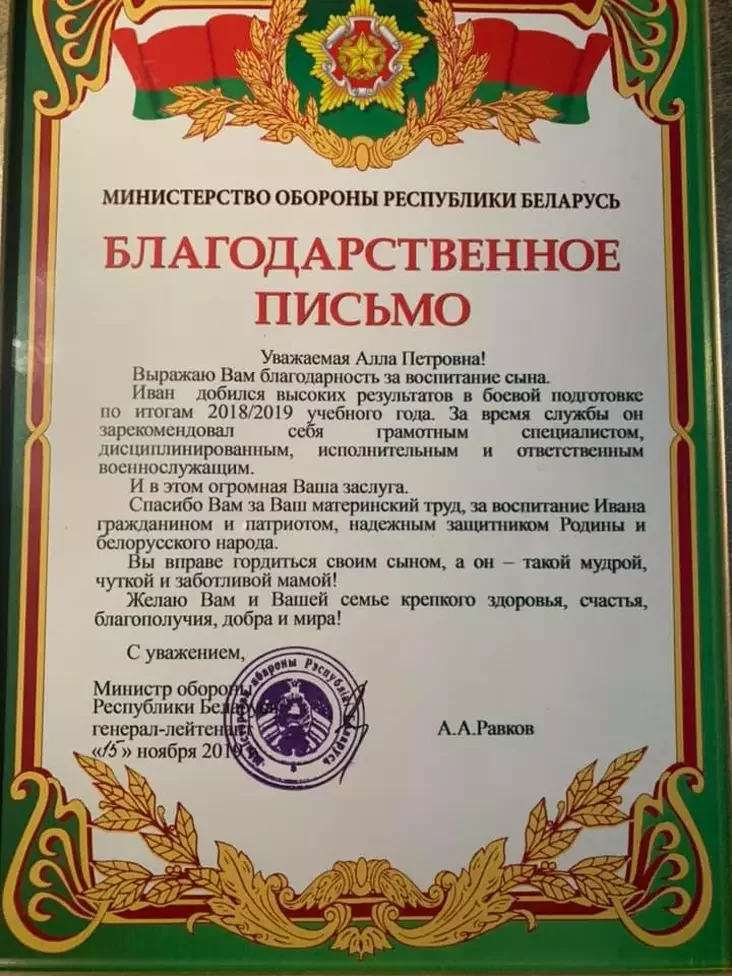 МИНИСТЕРСТВО ОБОРОНЫ РЕСПУБЛИКИ БЕЛАРУСЬ
БЛАГОДАРСТВЕННОЕ
ПИСЬМО
Уважаемая Алла Петровна!
Выражаю Вам благодарность за воспитание сына.
Иван добился высоких результатов в боевой подготовке
по итогам 2018/2019 учебного года. За время службы он
зарекомендовал себя грамотным специалистом,
дисциплинированным, исполнительным и ответственным
военнослужащим.
И в этом огромная Ваша заслуга.
Спасибо Вам за Ваш материнский труд, за воспитание Ивана
гражданином и патриотом, надежным защитником Родины и
белорусского народа.
Вы вправе гордиться своим сыном, а он – такой мудрой,
чуткой и заботливой мамой!
Желаю Вам и Вашей семье крепкого здоровья, счастья,
благополучия, добра и мира!
С уважением,
Министр обороны
Республики Беларусь
генерал-лейтенант А.А.Равков
«15» ноября 2019
Міністэрства абароны Рэспублікі Беларусь